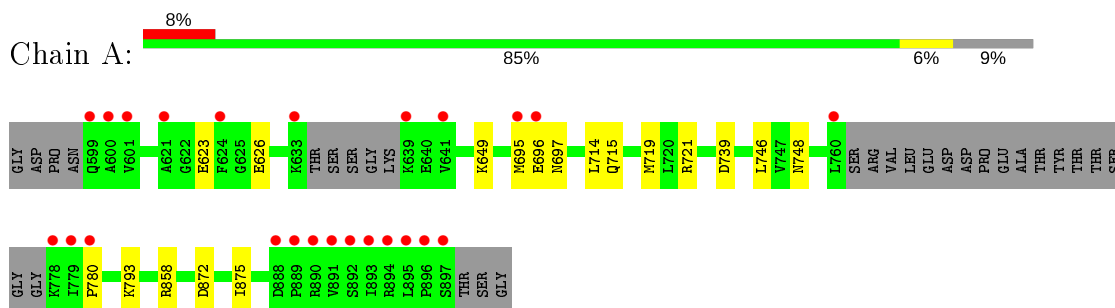 8%
Chain A:
85% 6% 9%
GLY ASP PRO ASN Q599 A600 V601 A621 G622 E623 F624 G625 E626 K633 THR SER SER GLY LYS K639 E640 V641 K649 M695 E696 N697 L714 Q715 M719 L720 R721 D739 L746 V747 N748 L760 SER ARG VAL LEU GLU ASP ASP PRO GLU ALA THR TYR THR THR SER
GLY GLY K778 I779 P780 K793 R858 D872 I875 D888 P889 R890 V891 S892 I893 R894 L895 P896 S897 THR SER GLY